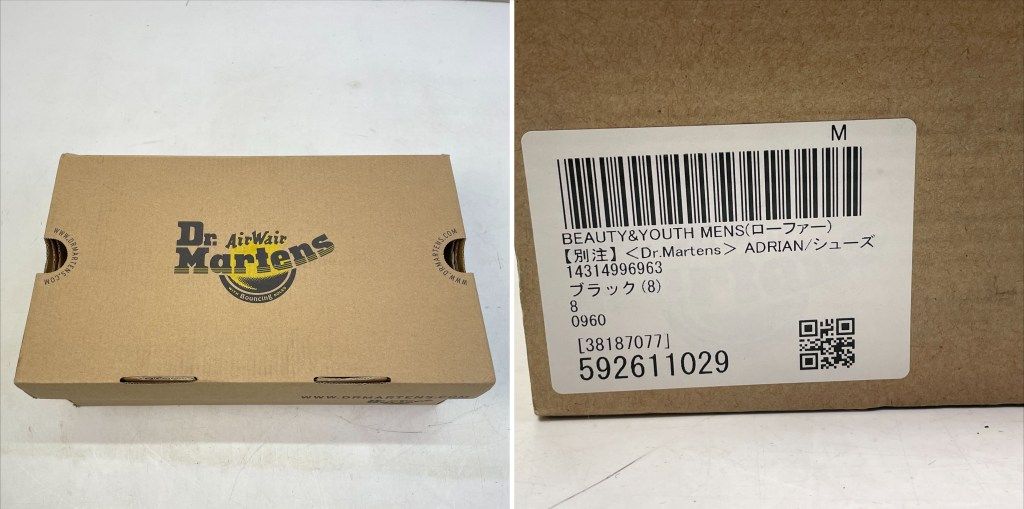 WWW.DRMARTENS.COM
WWW.DRMARTENS.COM
Dr. AirWair
Martens
WITH Bouncing SOLES
WWW.DRMARTENS.COM
M
BEAUTY&YOUTH MENS(ローファー)
【別注】<Dr.Martens> ADRIAN/シューズ
14314996963
ブラック(8)
8
0960
[38187077]
592611029